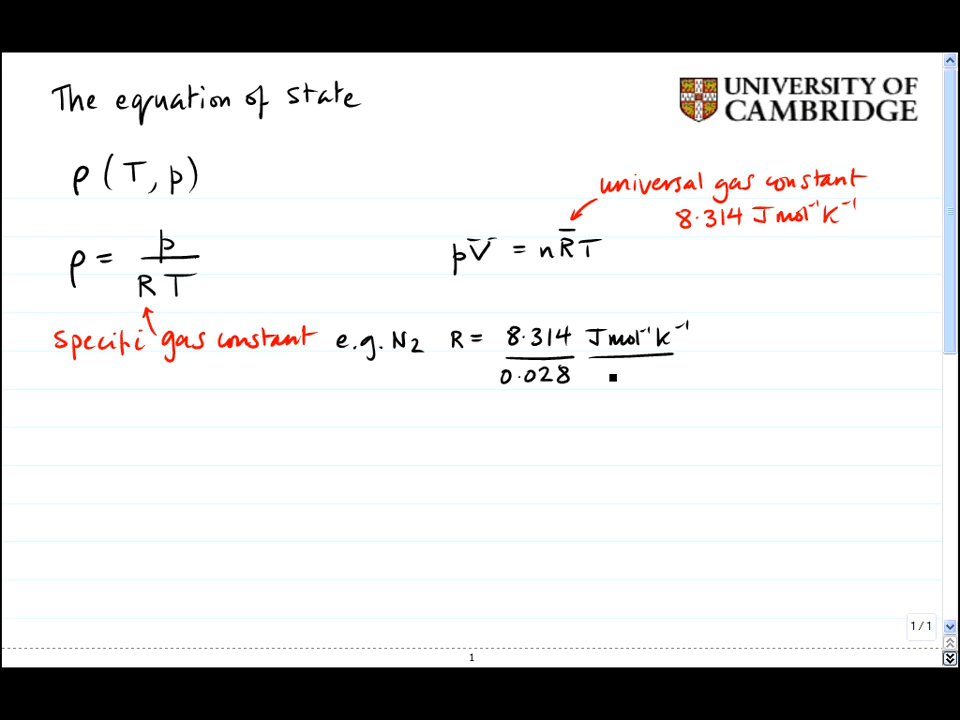 The equation of state
UNIVERSITY OF
CAMBRIDGE
ρ (T, p)
universal gas constant
8.314 J mol⁻¹ K⁻¹
ρ = p / RT
pV̅ = nR̅T
Specific gas constant e.g. N₂ R = 8.314 / 0.028 J mol⁻¹ K⁻¹
1 / 1
1